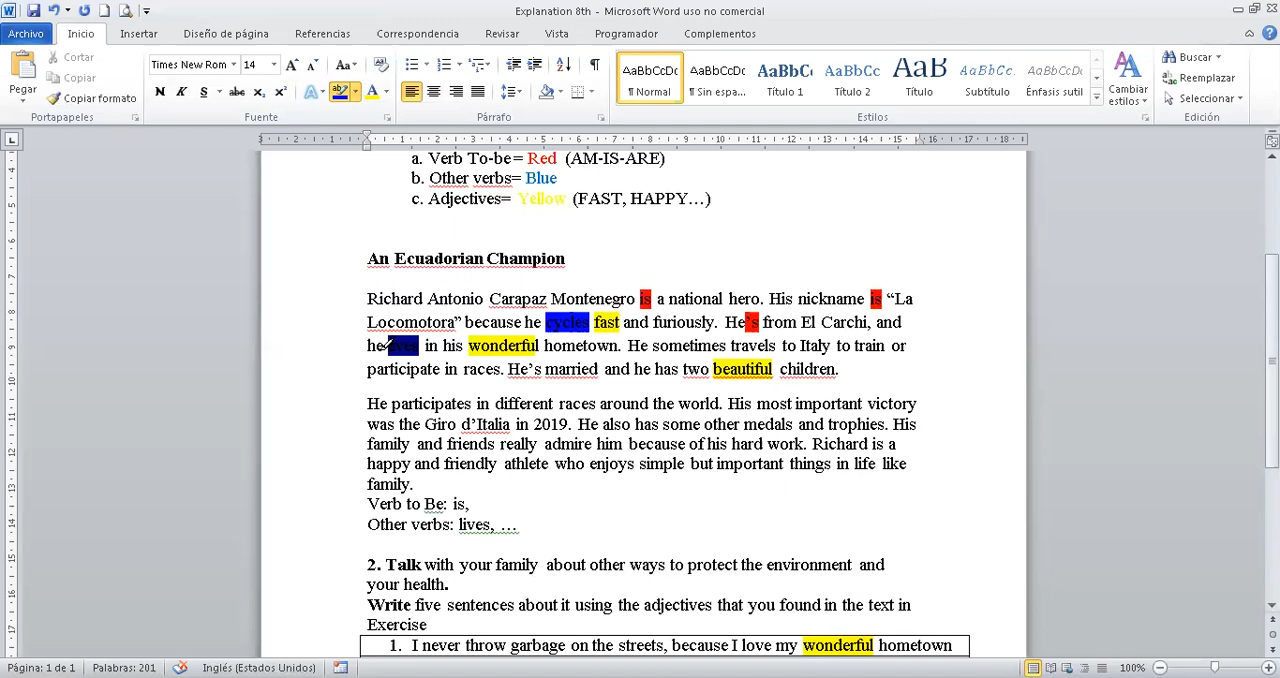 Explanation 8th - Microsoft Word uso no comercial
Archivo Inicio Insertar Diseño de página Referencias Correspondencia Revisar Vista Programador Complementos
Pegar
Cortar
Copiar
Copiar formato
Portapapeles
Times New Rom 14
Fuente
Párrafo
AaBbCcDc AaBbCcDc AaBbC AaBbCc AaB AaBbCc. AaBbCcDc
¶ Normal ¶ Sin espa... Título 1 Título 2 Título Subtítulo Énfasis sutil
Cambiar estilos
Estilos
Buscar
Reemplazar
Seleccionar
Edición
a. Verb To-be= Red (AM-IS-ARE)
b. Other verbs= Blue
c. Adjectives= Yellow (FAST, HAPPY…)
An Ecuadorian Champion
Richard Antonio Carapaz Montenegro is a national hero. His nickname is “La
Locomotora” because he cycles fast and furiously. He’s from El Carchi, and
he lives in his wonderful hometown. He sometimes travels to Italy to train or
participate in races. He’s married and he has two beautiful children.
He participates in different races around the world. His most important victory
was the Giro d’Italia in 2019. He also has some other medals and trophies. His
family and friends really admire him because of his hard work. Richard is a
happy and friendly athlete who enjoys simple but important things in life like
family.
Verb to Be: is,
Other verbs: lives, …
2. Talk with your family about other ways to protect the environment and
your health.
Write five sentences about it using the adjectives that you found in the text in
Exercise
1. I never throw garbage on the streets, because I love my wonderful hometown
Página: 1 de 1 Palabras: 201 Inglés (Estados Unidos) 100%